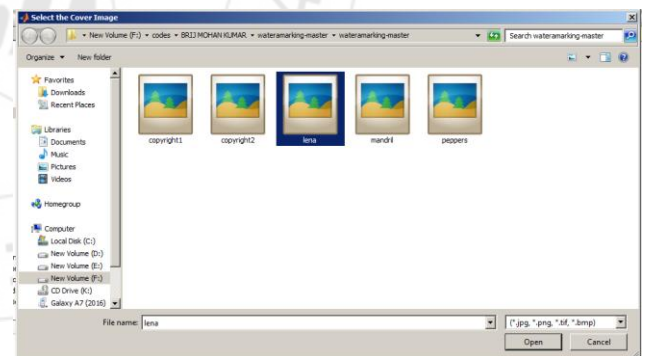 Select the Cover Image
New Volume (F:) • codes • BRIJ MOHAN KUMAR • wateramarking-master • wateramarking-master
Search wateramarking-master
Organize New folder
Favorites
Downloads
Recent Places
Libraries
Documents
Music
Pictures
Videos
Homegroup
Computer
Local Disk (C:)
New Volume (D:)
New Volume (E:)
New Volume (F:)
CD Drive (K:)
Galaxy A7 (2016)
copyright1 copyright2 lena mandril peppers
File name: lena
(*.jpg, *.png, *.tif, *.bmp)
Open Cancel